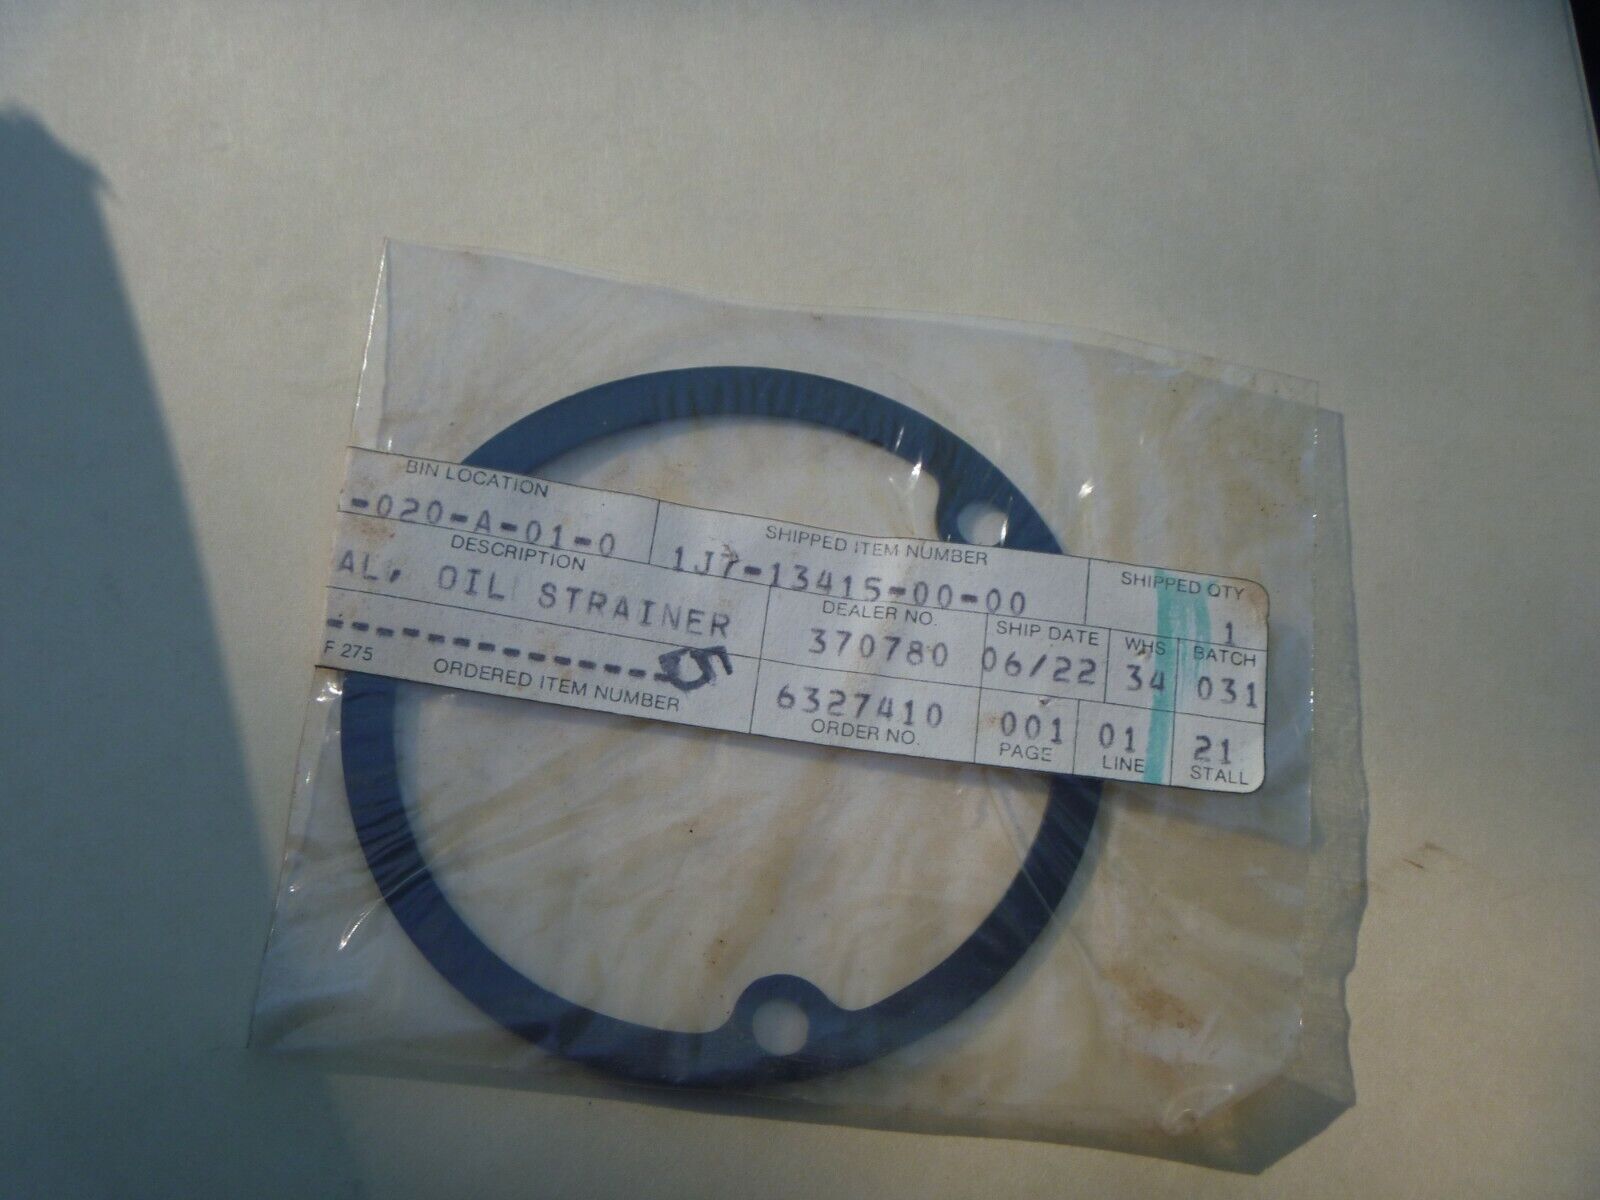 BIN LOCATION
-020-A-01-0
SHIPPED ITEM NUMBER
1J7-13415-00-00
SHIPPED QTY
1
DESCRIPTION
AL, OIL STRAINER
DEALER NO.
370780
SHIP DATE
06/22
WHS
34
BATCH
031
F 275
ORDERED ITEM NUMBER
6327410
ORDER NO.
001
PAGE
01
LINE
21
STALL